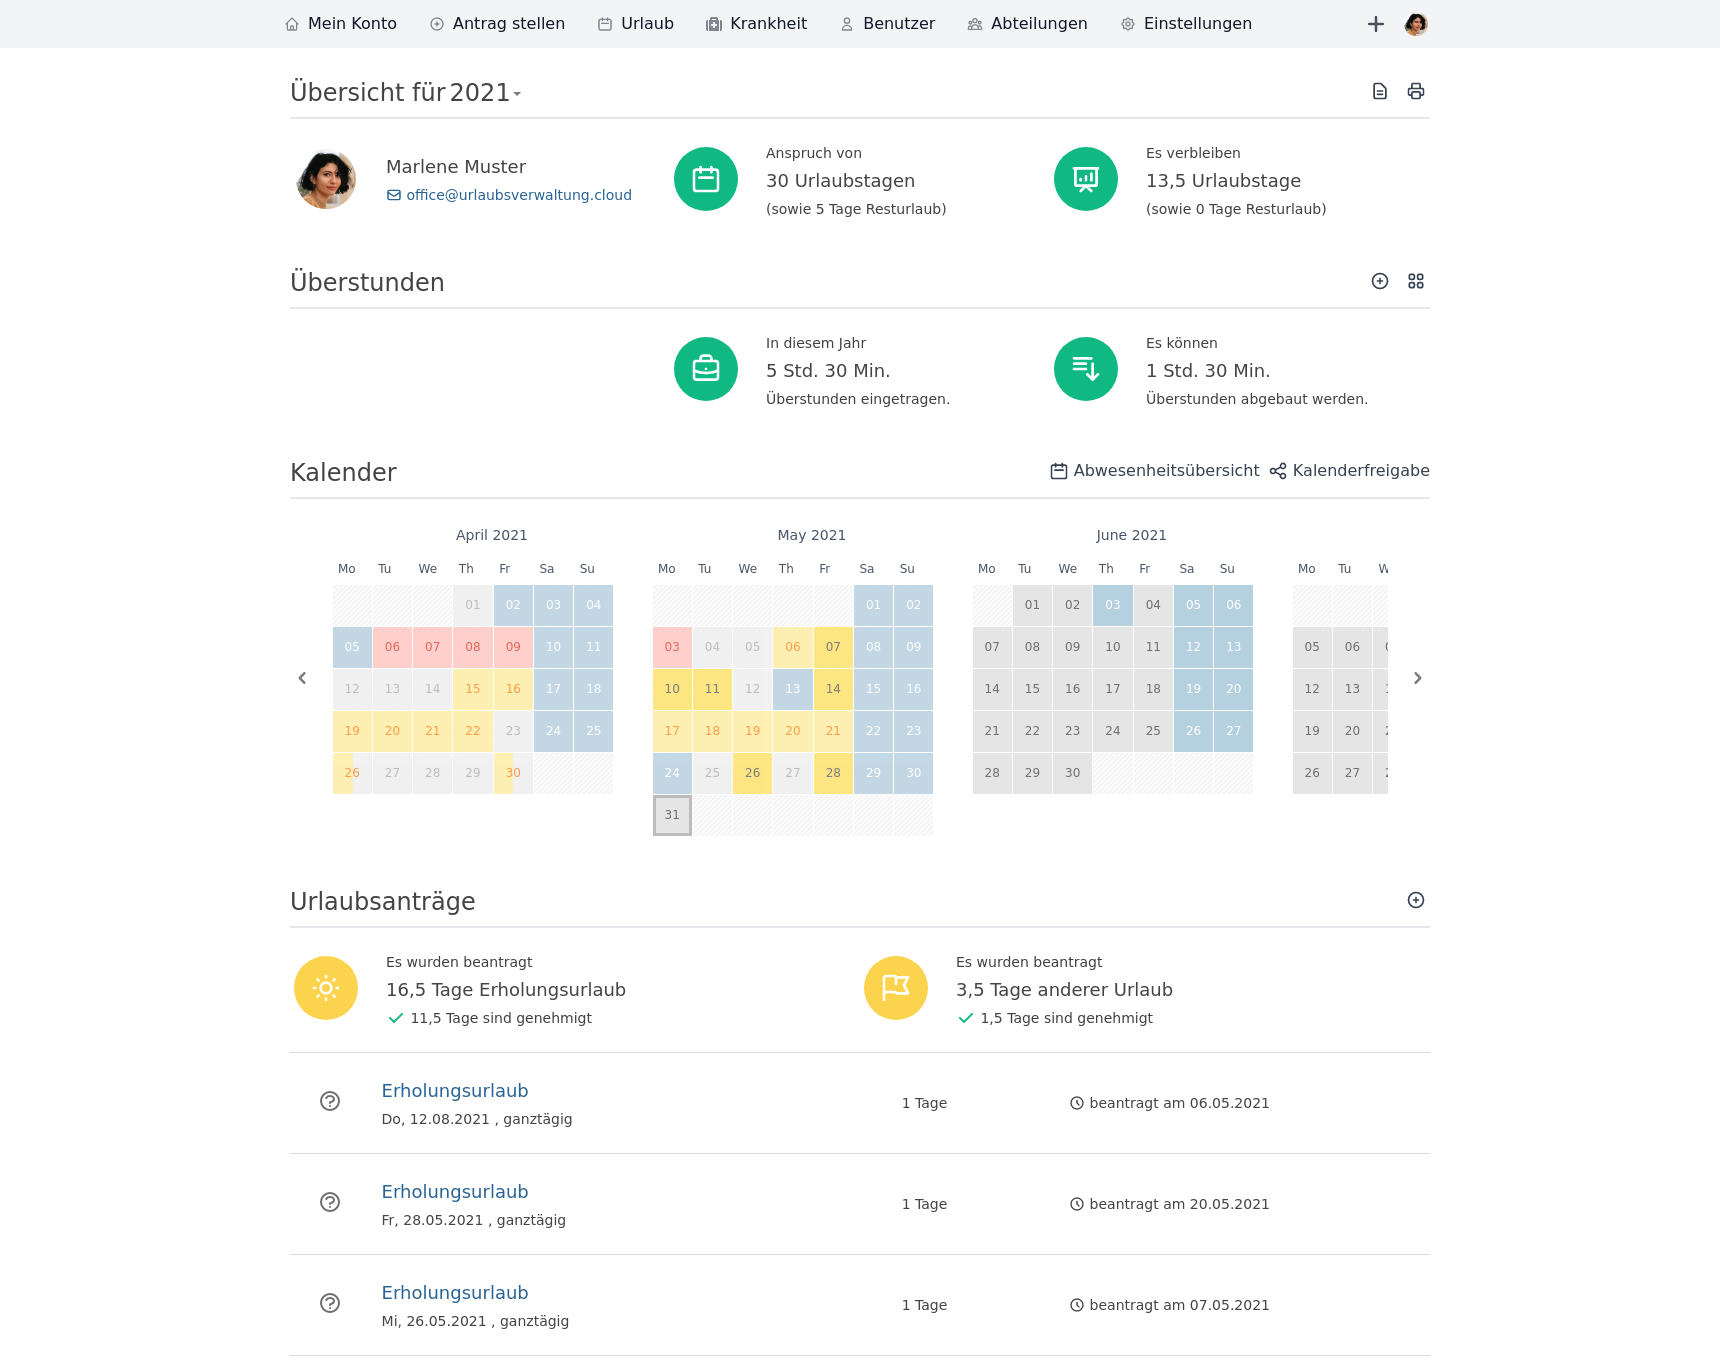 Mein Konto Antrag stellen Urlaub Krankheit Benutzer Abteilungen Einstellungen
Übersicht für 2021
Marlene Muster
office@urlaubsverwaltung.cloud
Anspruch von
30 Urlaubstagen
(sowie 5 Tage Resturlaub)
Es verbleiben
13,5 Urlaubstage
(sowie 0 Tage Resturlaub)
Überstunden
In diesem Jahr
5 Std. 30 Min.
Überstunden eingetragen.
Es können
1 Std. 30 Min.
Überstunden abgebaut werden.
Kalender
Abwesenheitsübersicht Kalenderfreigabe
April 2021
Mo Tu We Th Fr Sa Su
01 02 03 04
05 06 07 08 09 10 11
12 13 14 15 16 17 18
19 20 21 22 23 24 25
26 27 28 29 30
May 2021
Mo Tu We Th Fr Sa Su
01 02
03 04 05 06 07 08 09
10 11 12 13 14 15 16
17 18 19 20 21 22 23
24 25 26 27 28 29 30
31
June 2021
Mo Tu We Th Fr Sa Su
01 02 03 04 05 06
07 08 09 10 11 12 13
14 15 16 17 18 19 20
21 22 23 24 25 26 27
28 29 30
Mo Tu
05 06
12 13
19 20
26 27
Urlaubsanträge
Es wurden beantragt
16,5 Tage Erholungsurlaub
11,5 Tage sind genehmigt
Es wurden beantragt
3,5 Tage anderer Urlaub
1,5 Tage sind genehmigt
Erholungsurlaub
Do, 12.08.2021 , ganztägig
1 Tage
beantragt am 06.05.2021
Erholungsurlaub
Fr, 28.05.2021 , ganztägig
1 Tage
beantragt am 20.05.2021
Erholungsurlaub
Mi, 26.05.2021 , ganztägig
1 Tage
beantragt am 07.05.2021